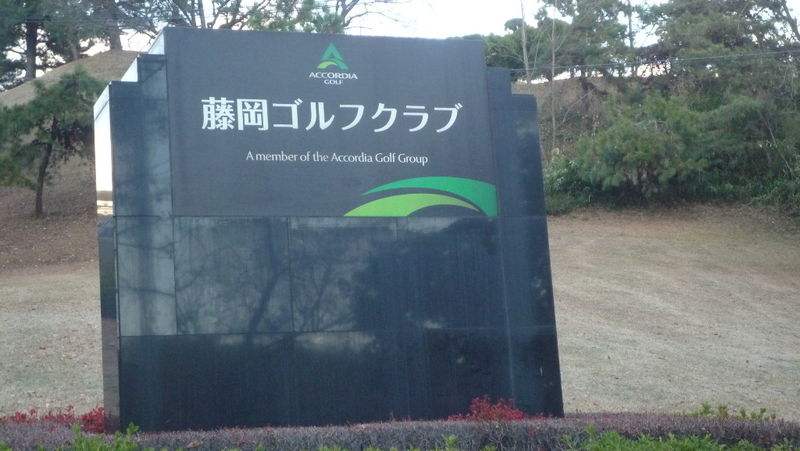 ACCORDIA
GOLF
藤岡ゴルフクラブ
A member of the Accordia Golf Group